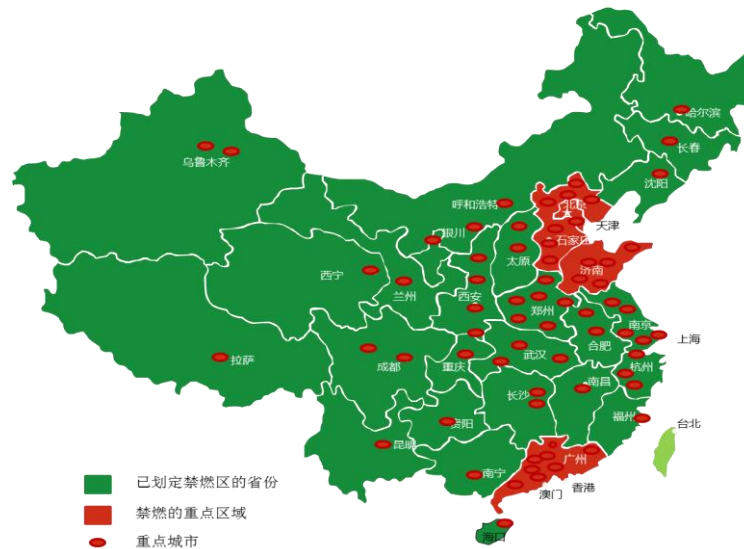 哈尔滨
长春
乌鲁木齐
沈阳
呼和浩特
北京
天津
银川
石家庄
太原
西宁
济南
兰州
西安
郑州
南京
上海
合肥
拉萨
成都
重庆
武汉
杭州
南昌
长沙
福州
贵阳
台北
昆明
广州
南宁
香港
澳门
海口
已划定禁燃区的省份
禁燃的重点区域
重点城市